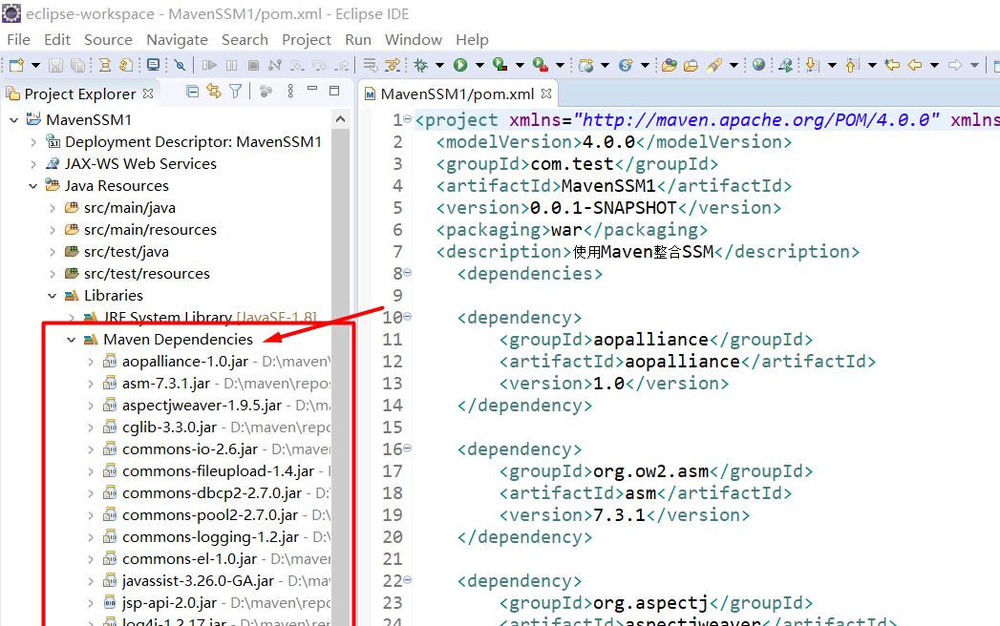 eclipse-workspace - MavenSSM1/pom.xml - Eclipse IDE
File Edit Source Navigate Search Project Run Window Help
Project Explorer
MavenSSM1
Deployment Descriptor: MavenSSM1
JAX-WS Web Services
Java Resources
src/main/java
src/main/resources
src/test/java
src/test/resources
Libraries
JRE System Library [JavaSE-1.8]
Maven Dependencies
aopalliance-1.0.jar - D:\maven\
asm-7.3.1.jar - D:\maven\repos
aspectjweaver-1.9.5.jar - D:\ma
cglib-3.3.0.jar - D:\maven\repo
commons-io-2.6.jar - D:\maven
commons-fileupload-1.4.jar - D
commons-dbcp2-2.7.0.jar - D:
commons-pool2-2.7.0.jar - D:\
commons-logging-1.2.jar - D:\
commons-el-1.0.jar - D:\maven
javassist-3.26.0-GA.jar - D:\ma
jsp-api-2.0.jar - D:\maven\repo
log4j-1.2.17.jar - D:\maven\rep
MavenSSM1/pom.xml
1 <project xmlns="http://maven.apache.org/POM/4.0.0" xmlns
2 <modelVersion>4.0.0</modelVersion>
3 <groupId>com.test</groupId>
4 <artifactId>MavenSSM1</artifactId>
5 <version>0.0.1-SNAPSHOT</version>
6 <packaging>war</packaging>
7 <description>使用Maven整合SSM</description>
8 <dependencies>
9
10 <dependency>
11 <groupId>aopalliance</groupId>
12 <artifactId>aopalliance</artifactId>
13 <version>1.0</version>
14 </dependency>
15
16 <dependency>
17 <groupId>org.ow2.asm</groupId>
18 <artifactId>asm</artifactId>
19 <version>7.3.1</version>
20 </dependency>
21
22 <dependency>
23 <groupId>org.aspectj</groupId>
24 <artifactId>aspectjweaver</artifactId>